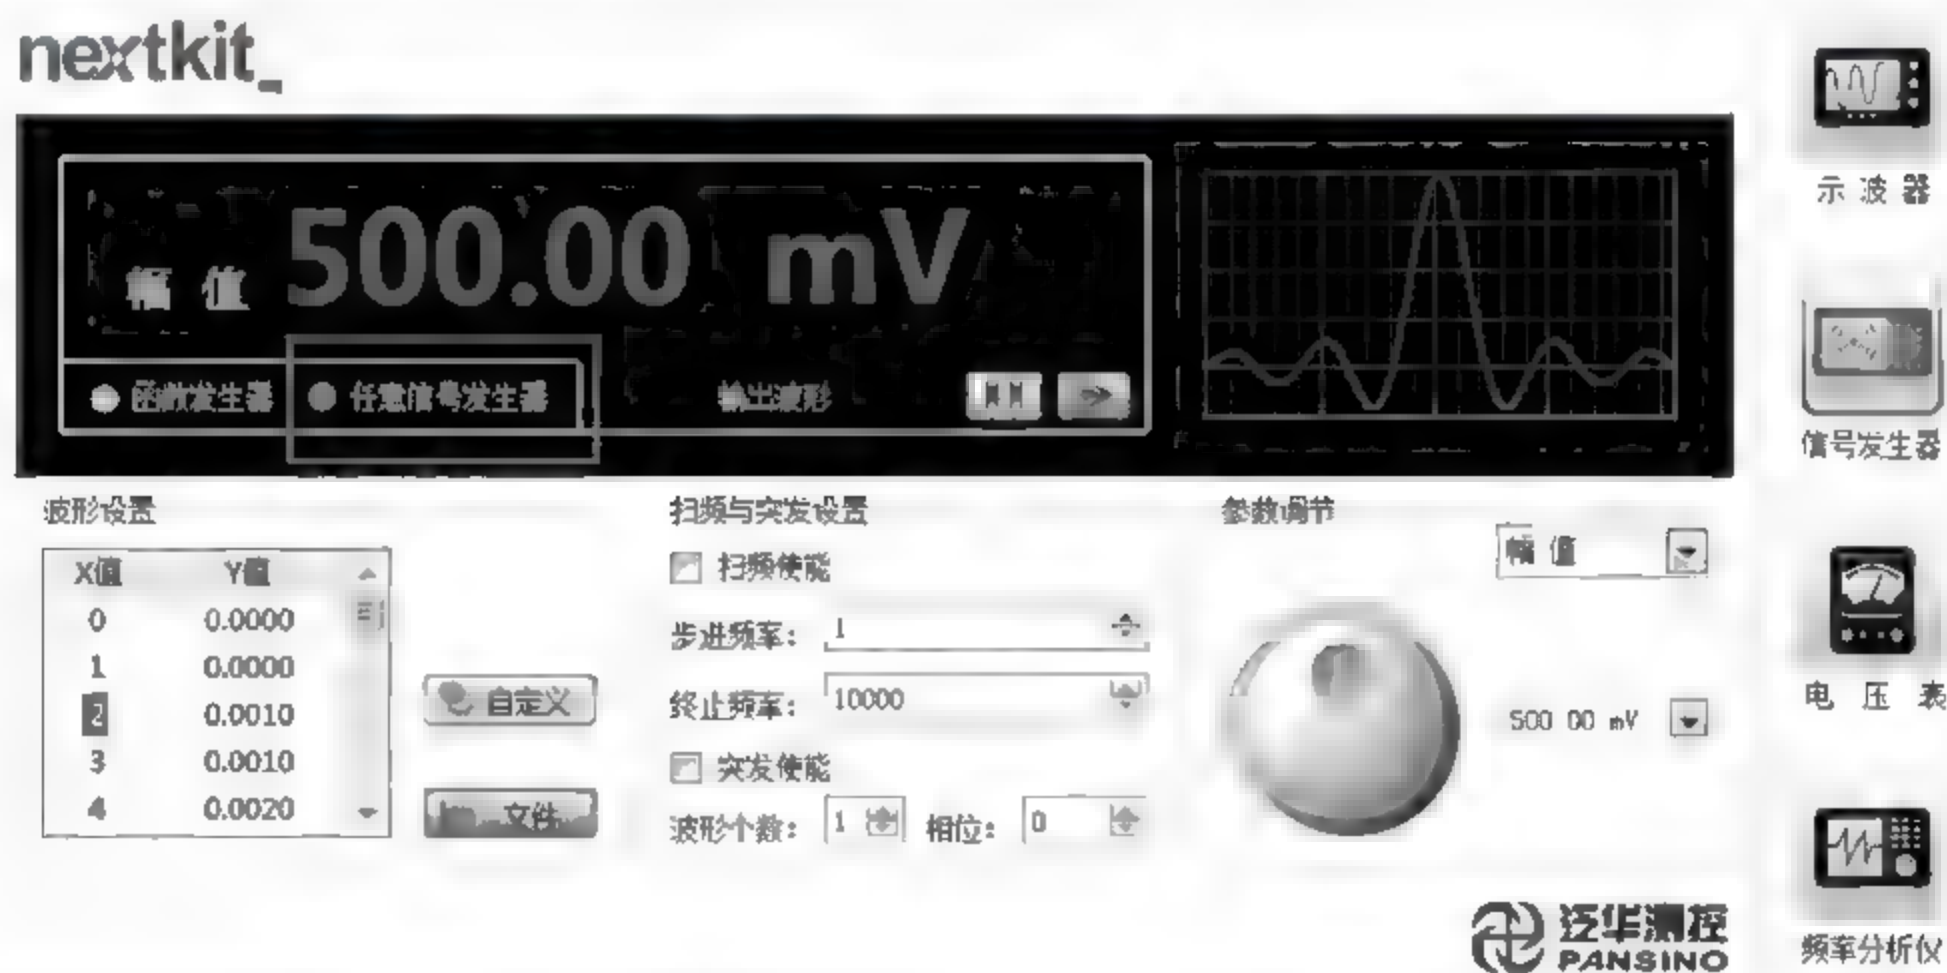 nextkit_
幅 值 500.00 mV
函数发生器 任意信号发生器 输出波形
示 波 器
信号发生器
电 压 表
频率分析仪
波形设置
X值 Y值
0 0.0000
1 0.0000
2 0.0010
3 0.0010
4 0.0020
自定义
文件
扫频与突发设置
扫频使能
步进频率: 1
终止频率: 10000
突发使能
波形个数: 1 相位: 0
参数调节
幅 值
500 00 mV
泛华测控
PANSINO